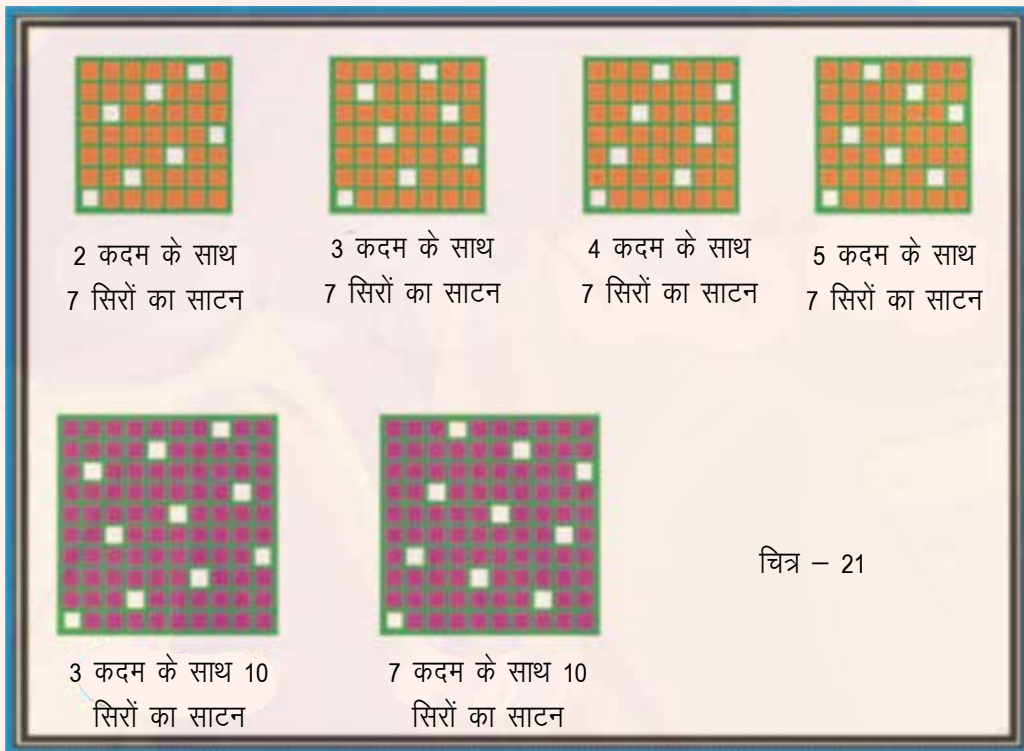 2 कदम के साथ
7 सिरों का साटन
3 कदम के साथ
7 सिरों का साटन
4 कदम के साथ
7 सिरों का साटन
5 कदम के साथ
7 सिरों का साटन
3 कदम के साथ 10
सिरों का साटन
7 कदम के साथ 10
सिरों का साटन
चित्र – 21